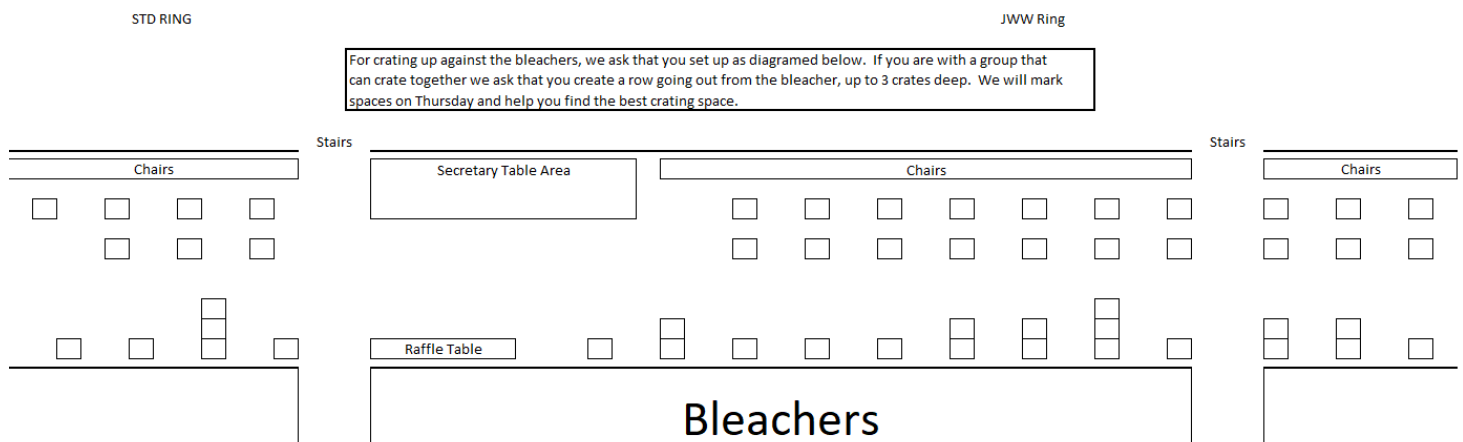 STD RING
JWW Ring
For crating up against the bleachers, we ask that you set up as diagramed below.  If you are with a group that
can crate together we ask that you create a row going out from the bleacher, up to 3 crates deep.  We will mark
spaces on Thursday and help you find the best crating space.
Stairs
Stairs
Chairs
Secretary Table Area
Chairs
Chairs
Raffle Table
Bleachers